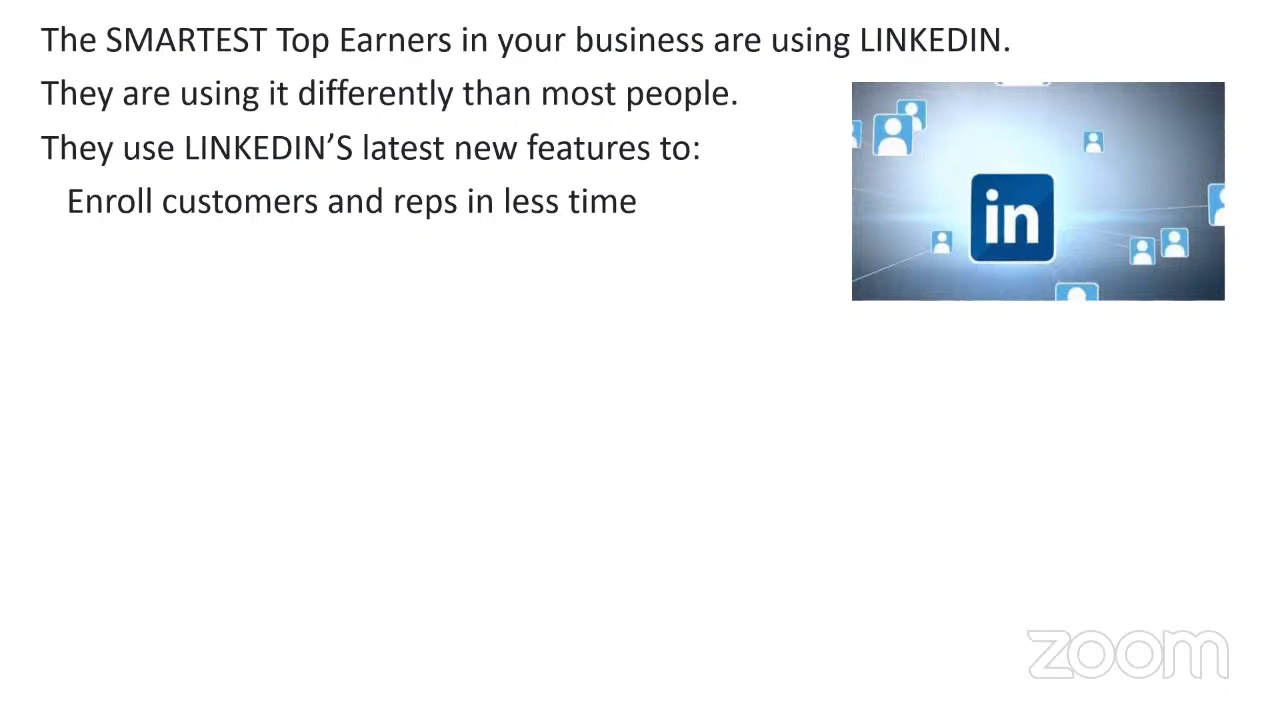 The SMARTEST Top Earners in your business are using LINKEDIN.
They are using it differently than most people.
They use LINKEDIN’S latest new features to:
Enroll customers and reps in less time
in
zoom